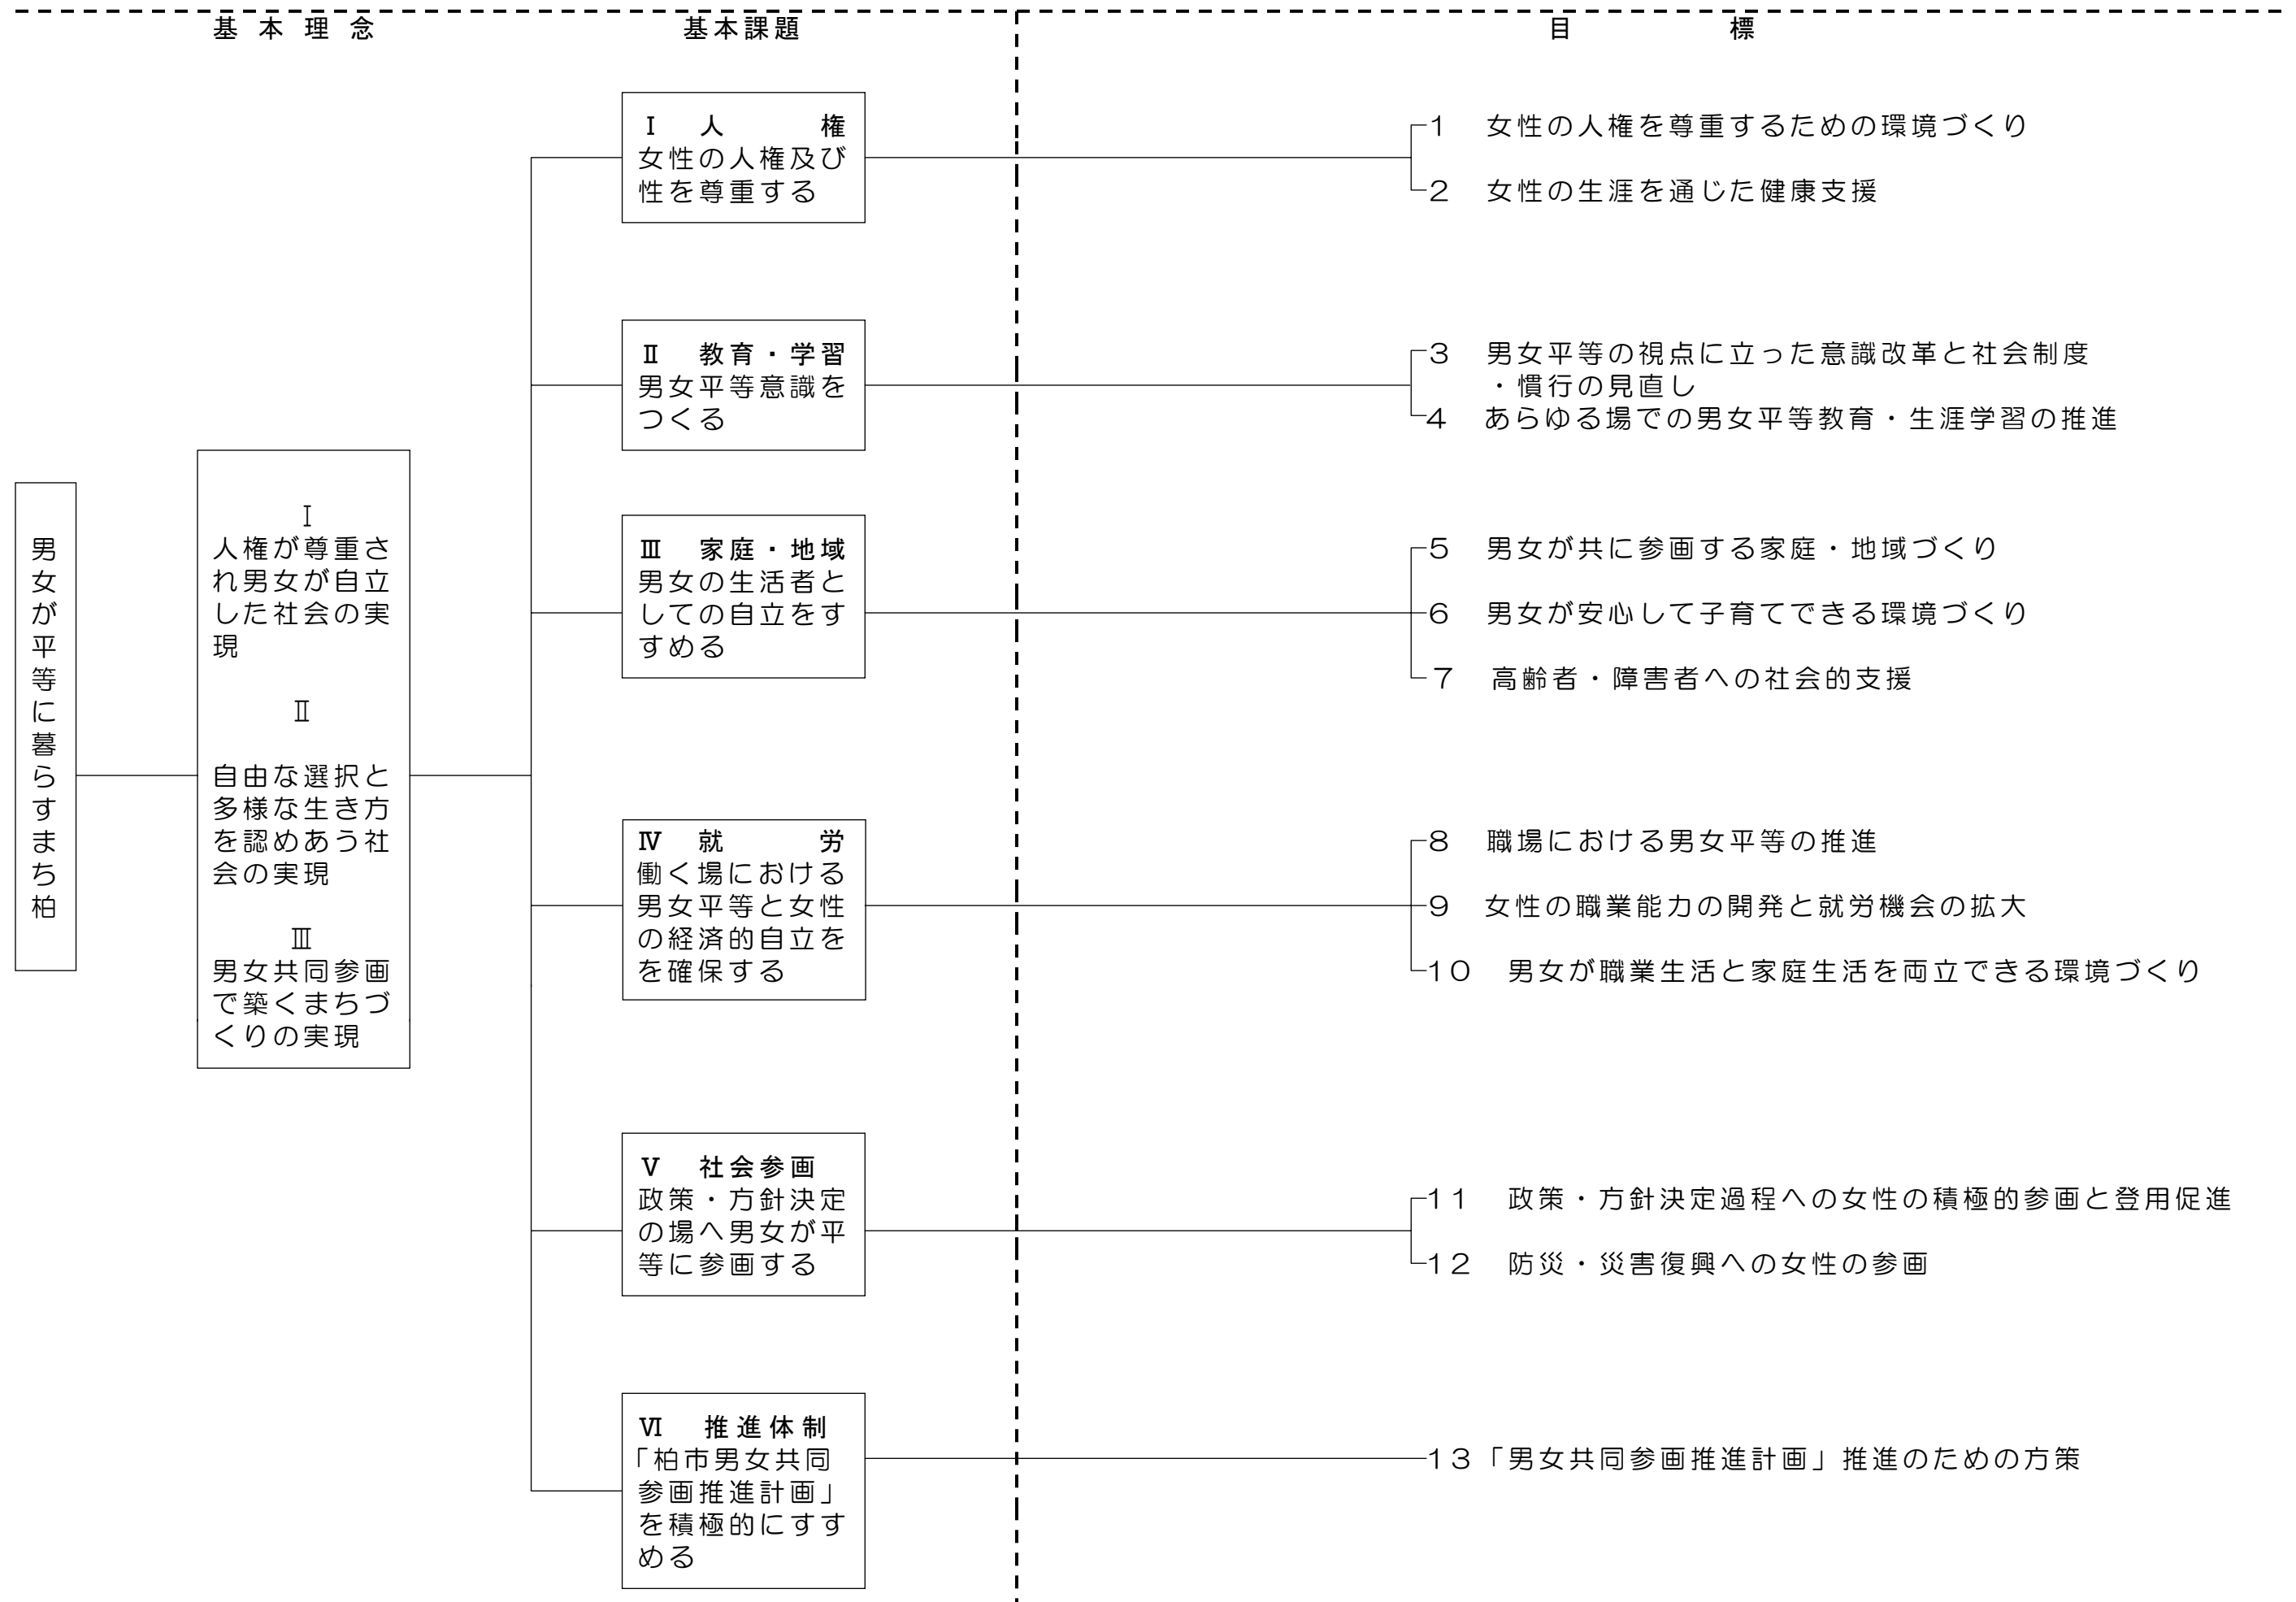 基本理念
基本課題
目標
男女が平等に暮らすまち柏
Ⅰ
人権が尊重さ
れ男女が自立
した社会の実
現
Ⅱ
自由な選択と
多様な生き方
を認めあう社
会の実現
Ⅲ
男女共同参画
で築くまちづ
くりの実現
Ⅰ 人権
女性の人権及び
性を尊重する
1 女性の人権を尊重するための環境づくり
2 女性の生涯を通じた健康支援
Ⅱ 教育・学習
男女平等意識を
つくる
3 男女平等の視点に立った意識改革と社会制度
・慣行の見直し
4 あらゆる場での男女平等教育・生涯学習の推進
Ⅲ 家庭・地域
男女の生活者と
しての自立をす
すめる
5 男女が共に参画する家庭・地域づくり
6 男女が安心して子育てできる環境づくり
7 高齢者・障害者への社会的支援
Ⅳ 就労
働く場における
男女平等と女性
の経済的自立を
を確保する
8 職場における男女平等の推進
9 女性の職業能力の開発と就労機会の拡大
10 男女が職業生活と家庭生活を両立できる環境づくり
Ⅴ 社会参画
政策・方針決定
の場へ男女が平
等に参画する
11 政策・方針決定過程への女性の積極的参画と登用促進
12 防災・災害復興への女性の参画
Ⅵ 推進体制
「柏市男女共同
参画推進計画」
を積極的にすす
める
13「男女共同参画推進計画」推進のための方策